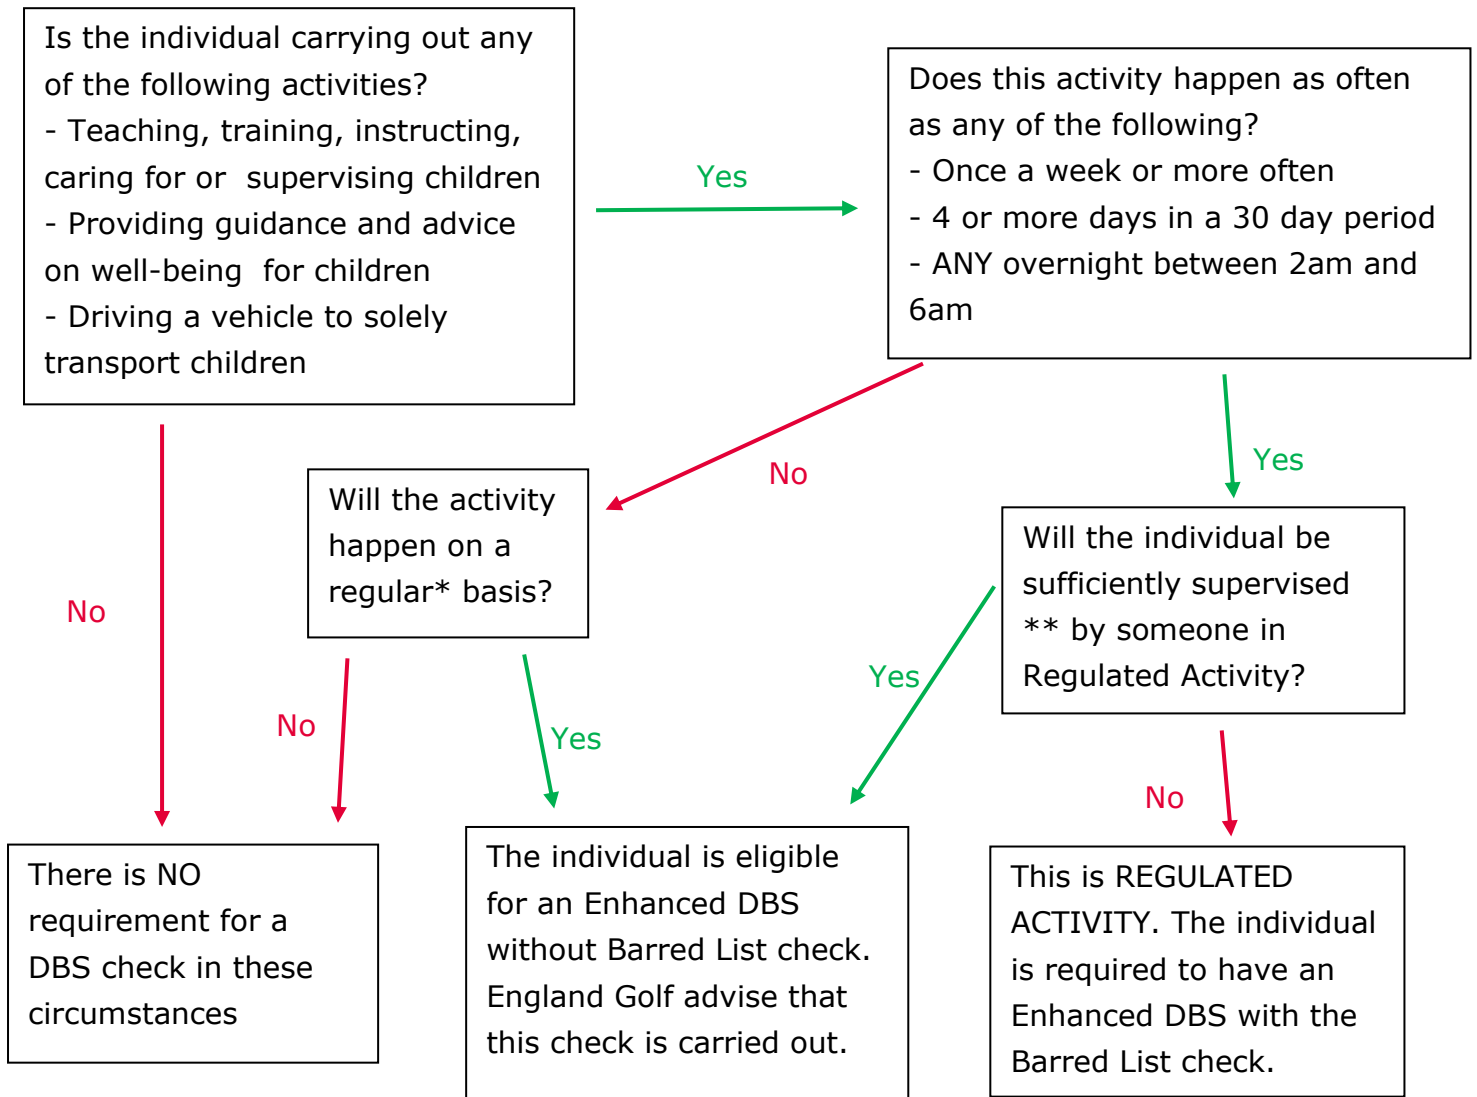 Is the individual carrying out any
of the following activities?
- Teaching, training, instructing,
caring for or  supervising children
- Providing guidance and advice
on well-being  for children
- Driving a vehicle to solely
transport children
Yes
Does this activity happen as often
as any of the following?
- Once a week or more often
- 4 or more days in a 30 day period
- ANY overnight between 2am and
6am
No
No
Yes
Will the activity
happen on a
regular* basis?
Will the individual be
sufficiently supervised
** by someone in
Regulated Activity?
No
Yes
Yes
No
There is NO
requirement for a
DBS check in these
circumstances
The individual is eligible
for an Enhanced DBS
without Barred List check.
England Golf advise that
this check is carried out.
This is REGULATED
ACTIVITY. The individual
is required to have an
Enhanced DBS with the
Barred List check.